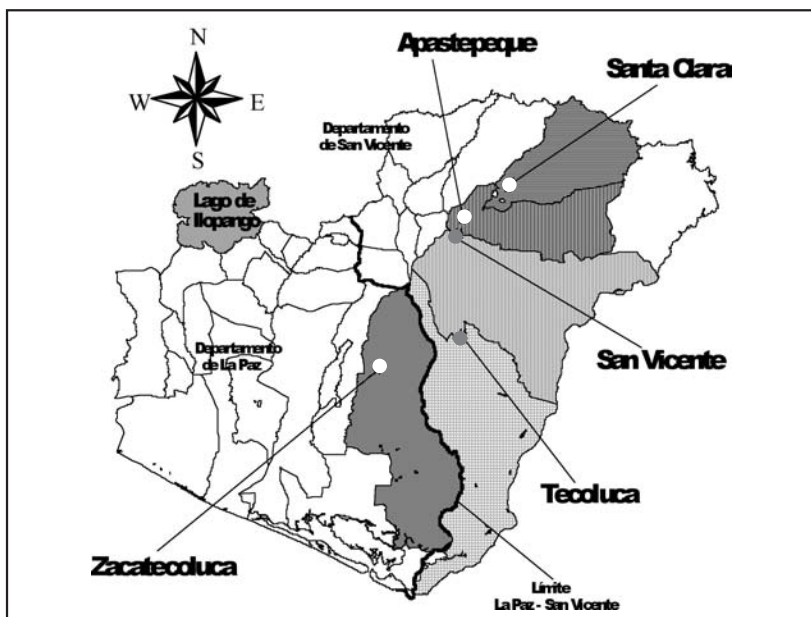 Apastepeque
Santa Clara
N
W
E
S
Departamento
de San Vicente
Lago de
Ilopango
Departamento
de La Paz
San Vicente
Tecoluca
Zacatecoluca
Límite
La Paz - San Vicente